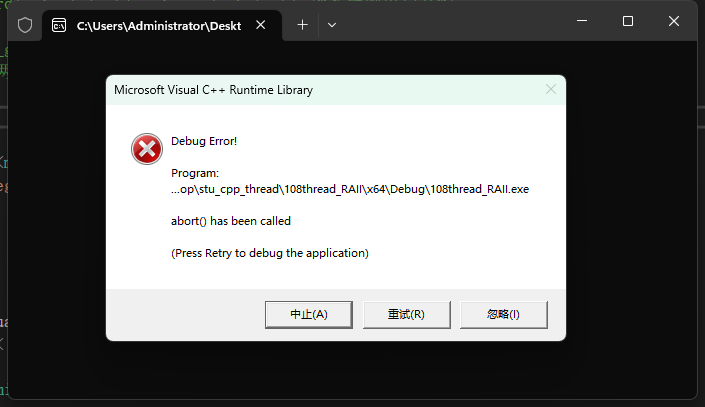 C:\Users\Administrator\Deskt
Microsoft Visual C++ Runtime Library
Debug Error!
Program:
...op\stu_cpp_thread\108thread_RAII\x64\Debug\108thread_RAII.exe
abort() has been called
(Press Retry to debug the application)
中止(A)
重试(R)
忽略(I)